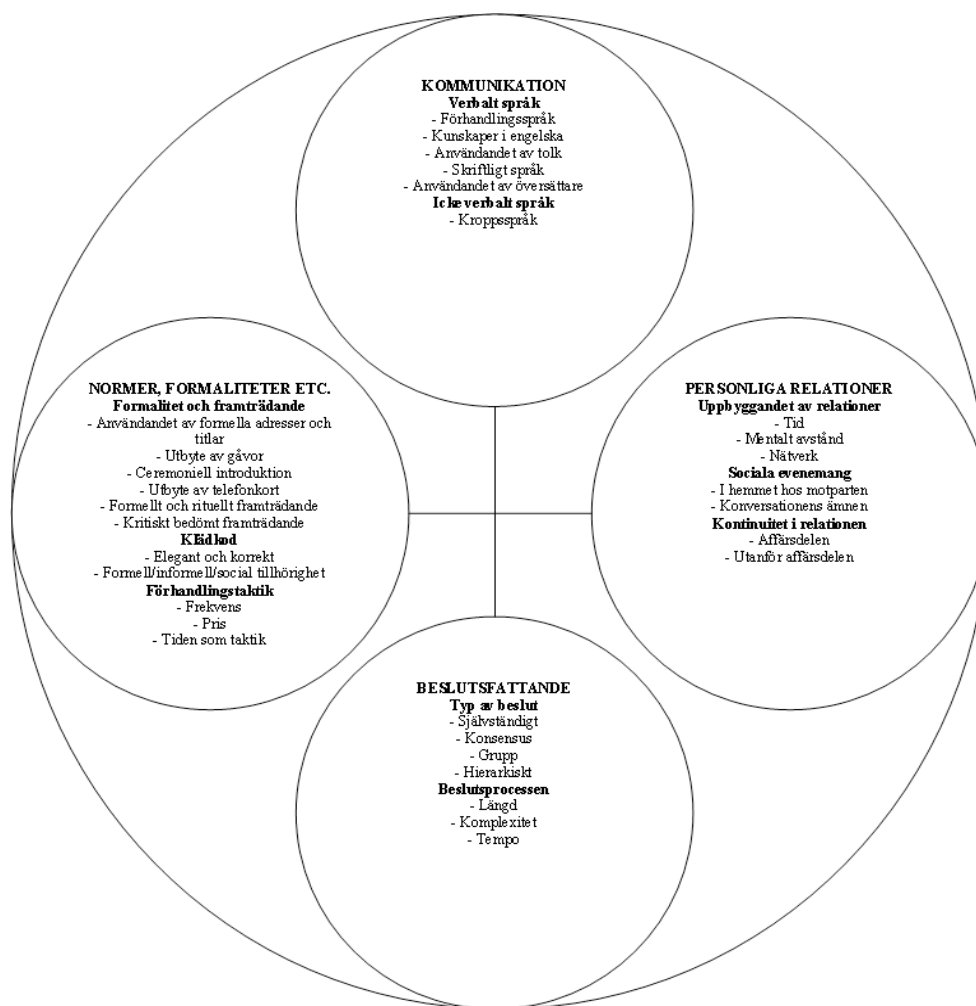 KOMMUNIKATION
Verbalt språk
- Förhandlingsspråk
- Kunskaper i engelska
- Användandet av tolk
- Skriftligt språk
- Användandet av översättare
Icke verbalt språk
- Kroppsspråk
NORMER, FORMALITETER ETC.
Formalitet och framträdande
- Användandet av formella adresser och
titlar
- Utbyte av gåvor
- Ceremoniell introduktion
- Utbyte av telefonkort
- Formellt och rituellt framträdande
- Kritiskt bedömt framträdande
Klädkod
- Elegant och korrekt
- Formell/informell/social tillhörighet
Förhandlingstaktik
- Frekvens
- Pris
- Tiden som taktik
PERSONLIGA RELATIONER
Uppbyggandet av relationer
- Tid
- Mentalt avstånd
- Nätverk
Sociala evenemang
- I hemmet hos motparten
- Konversationens ämnen
Kontinuitet i relationen
- Affärsdelen
- Utanför affärsdelen
BESLUTSFATTANDE
Typ av beslut
- Självständigt
- Konsensus
- Grupp
- Hierarkiskt
Beslutsprocessen
- Längd
- Komplexitet
- Tempo